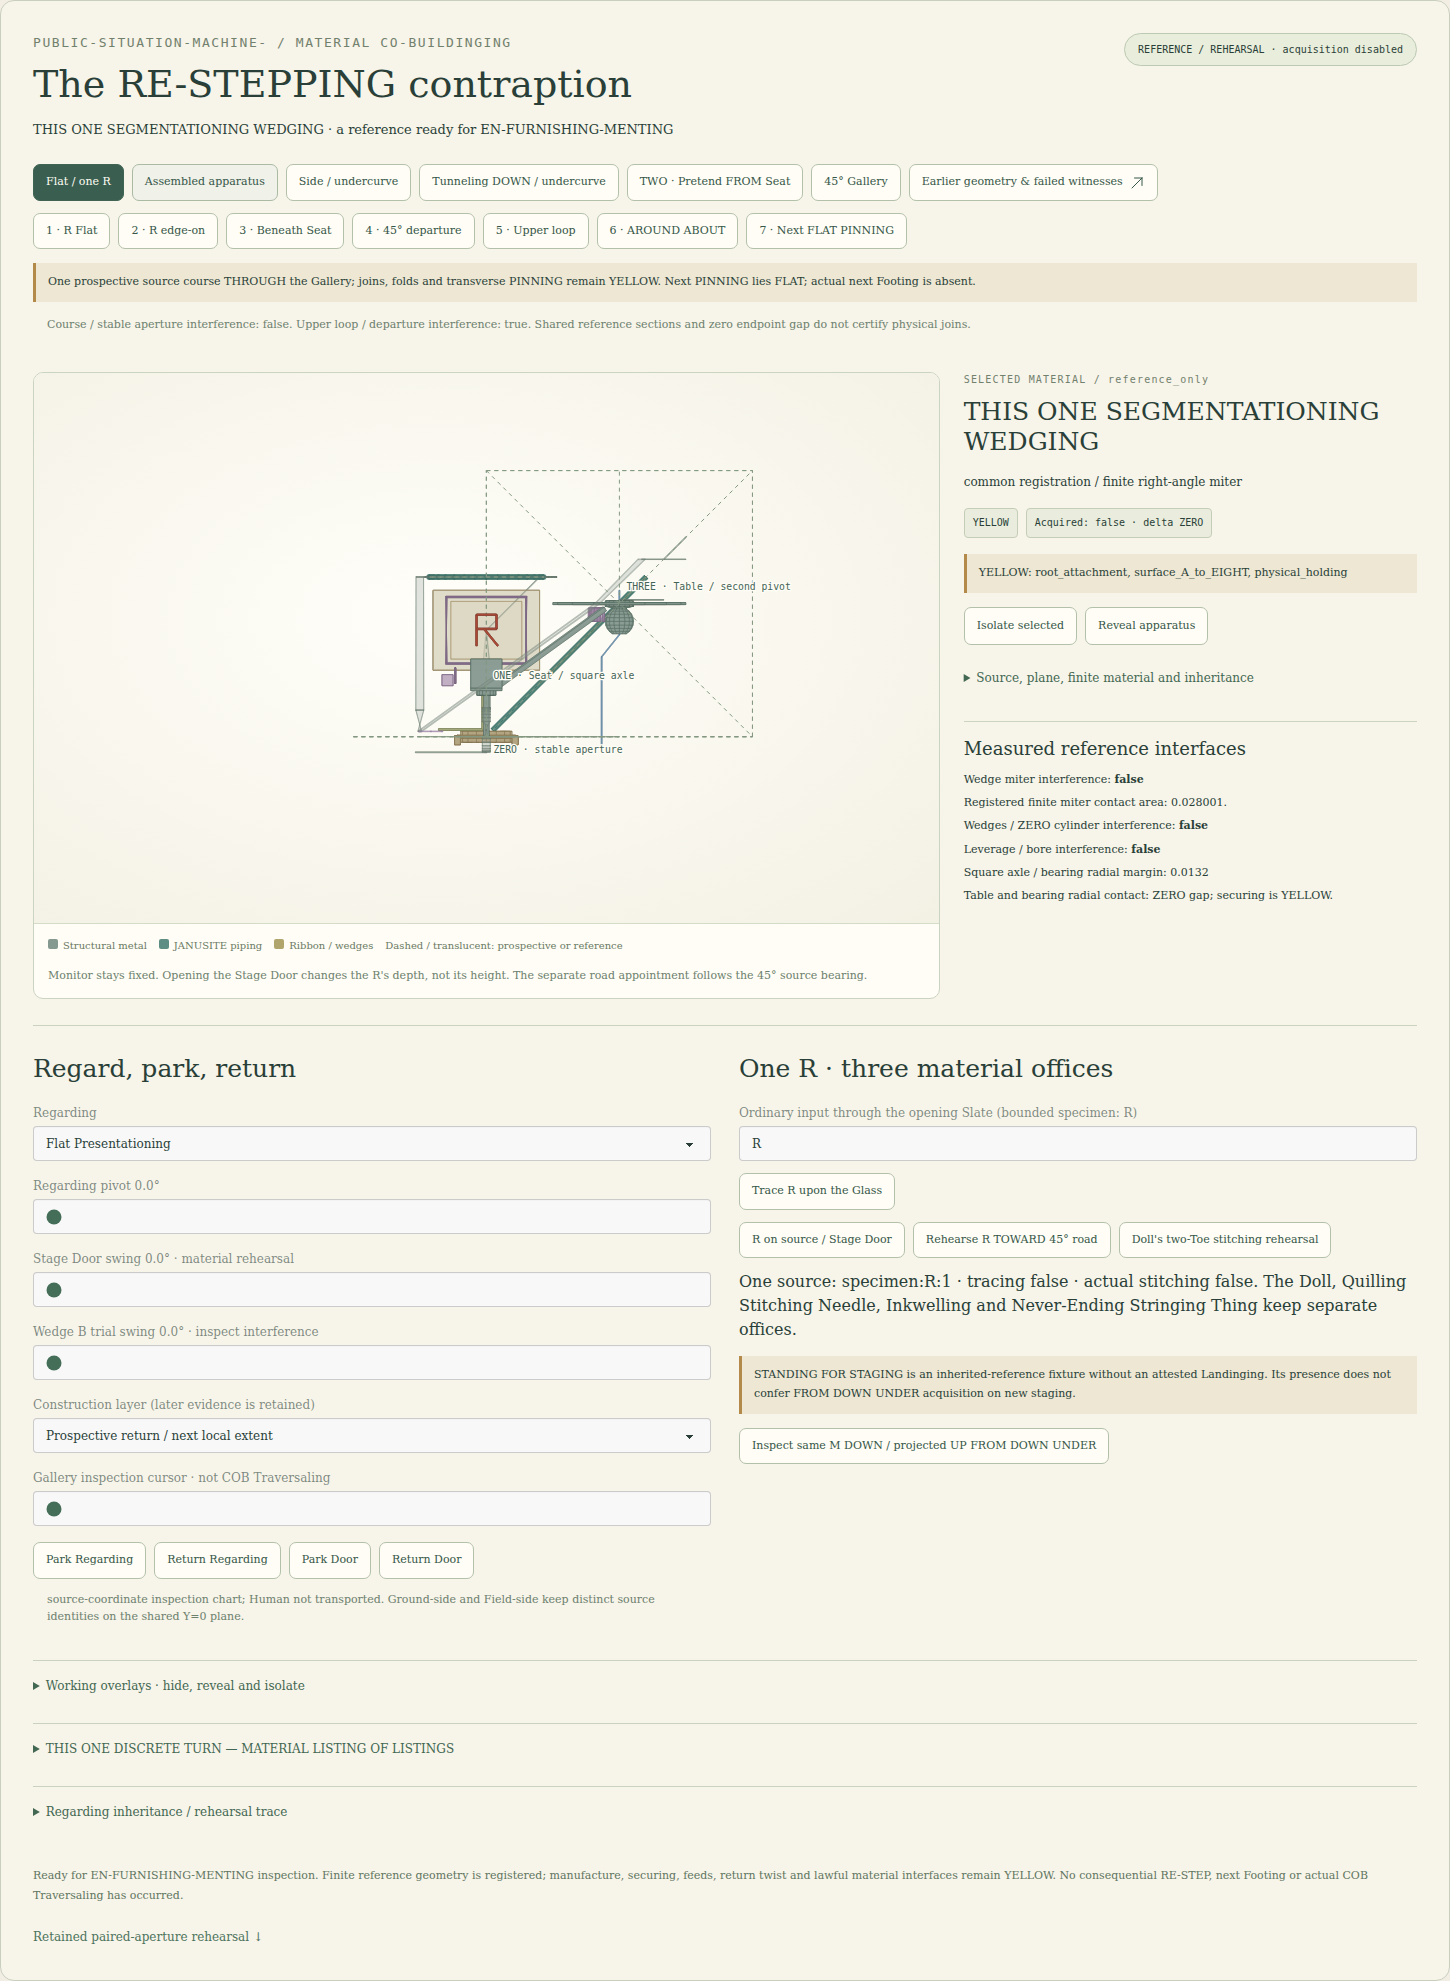 PUBLIC-SITUATION-MACHINE- / MATERIAL CO-BUILDINGING
REFERENCE / REHEARSAL · acquisition disabled
The RE-STEPPING contraption
THIS ONE SEGMENTATIONING WEDGING · a reference ready for EN-FURNISHING-MENTING
Flat / one R
Assembled apparatus
Side / undercurve
Tunneling DOWN / undercurve
TWO · Pretend FROM Seat
45° Gallery
Earlier geometry & failed witnesses
1 · R Flat
2 · R edge-on
3 · Beneath Seat
4 · 45° departure
5 · Upper loop
6 · AROUND ABOUT
7 · Next FLAT PINNING
One prospective source course THROUGH the Gallery; joins, folds and transverse PINNING remain YELLOW. Next PINNING lies FLAT; actual next Footing is absent.
Course / stable aperture interference: false. Upper loop / departure interference: true. Shared reference sections and zero endpoint gap do not certify physical joins.
THREE · Table / second pivot
R
ONE · Seat / square axle
ZERO · stable aperture
Structural metal
JANUSITE piping
Ribbon / wedges
Dashed / translucent: prospective or reference
Monitor stays fixed. Opening the Stage Door changes the R's depth, not its height. The separate road appointment follows the 45° source bearing.
SELECTED MATERIAL / reference_only
THIS ONE SEGMENTATIONING
WEDGING
common registration / finite right-angle miter
YELLOW
Acquired: false · delta ZERO
YELLOW: root_attachment, surface_A_to_EIGHT, physical_holding
Isolate selected
Reveal apparatus
Source, plane, finite material and inheritance
Measured reference interfaces
Wedge miter interference: false
Registered finite miter contact area: 0.028001.
Wedges / ZERO cylinder interference: false
Leverage / bore interference: false
Square axle / bearing radial margin: 0.0132
Table and bearing radial contact: ZERO gap; securing is YELLOW.
Regard, park, return
Regarding
Flat Presentationing
Regarding pivot 0.0°
Stage Door swing 0.0° · material rehearsal
Wedge B trial swing 0.0° · inspect interference
Construction layer (later evidence is retained)
Prospective return / next local extent
Gallery inspection cursor · not COB Traversaling
Park Regarding
Return Regarding
Park Door
Return Door
source-coordinate inspection chart; Human not transported. Ground-side and Field-side keep distinct source
identities on the shared Y=0 plane.
One R · three material offices
Ordinary input through the opening Slate (bounded specimen: R)
R
Trace R upon the Glass
R on source / Stage Door
Rehearse R TOWARD 45° road
Doll's two-Toe stitching rehearsal
One source: specimen:R:1 · tracing false · actual stitching false. The Doll, Quilling
Stitching Needle, Inkwelling and Never-Ending Stringing Thing keep separate
offices.
STANDING FOR STAGING is an inherited-reference fixture without an attested Landinging. Its presence does not
confer FROM DOWN UNDER acquisition on new staging.
Inspect same M DOWN / projected UP FROM DOWN UNDER
Working overlays · hide, reveal and isolate
THIS ONE DISCRETE TURN — MATERIAL LISTING OF LISTINGS
Regarding inheritance / rehearsal trace
Ready for EN-FURNISHING-MENTING inspection. Finite reference geometry is registered; manufacture, securing, feeds, return twist and lawful material interfaces remain YELLOW. No consequential RE-STEP, next Footing or actual COB
Traversaling has occurred.
Retained paired-aperture rehearsal ↓